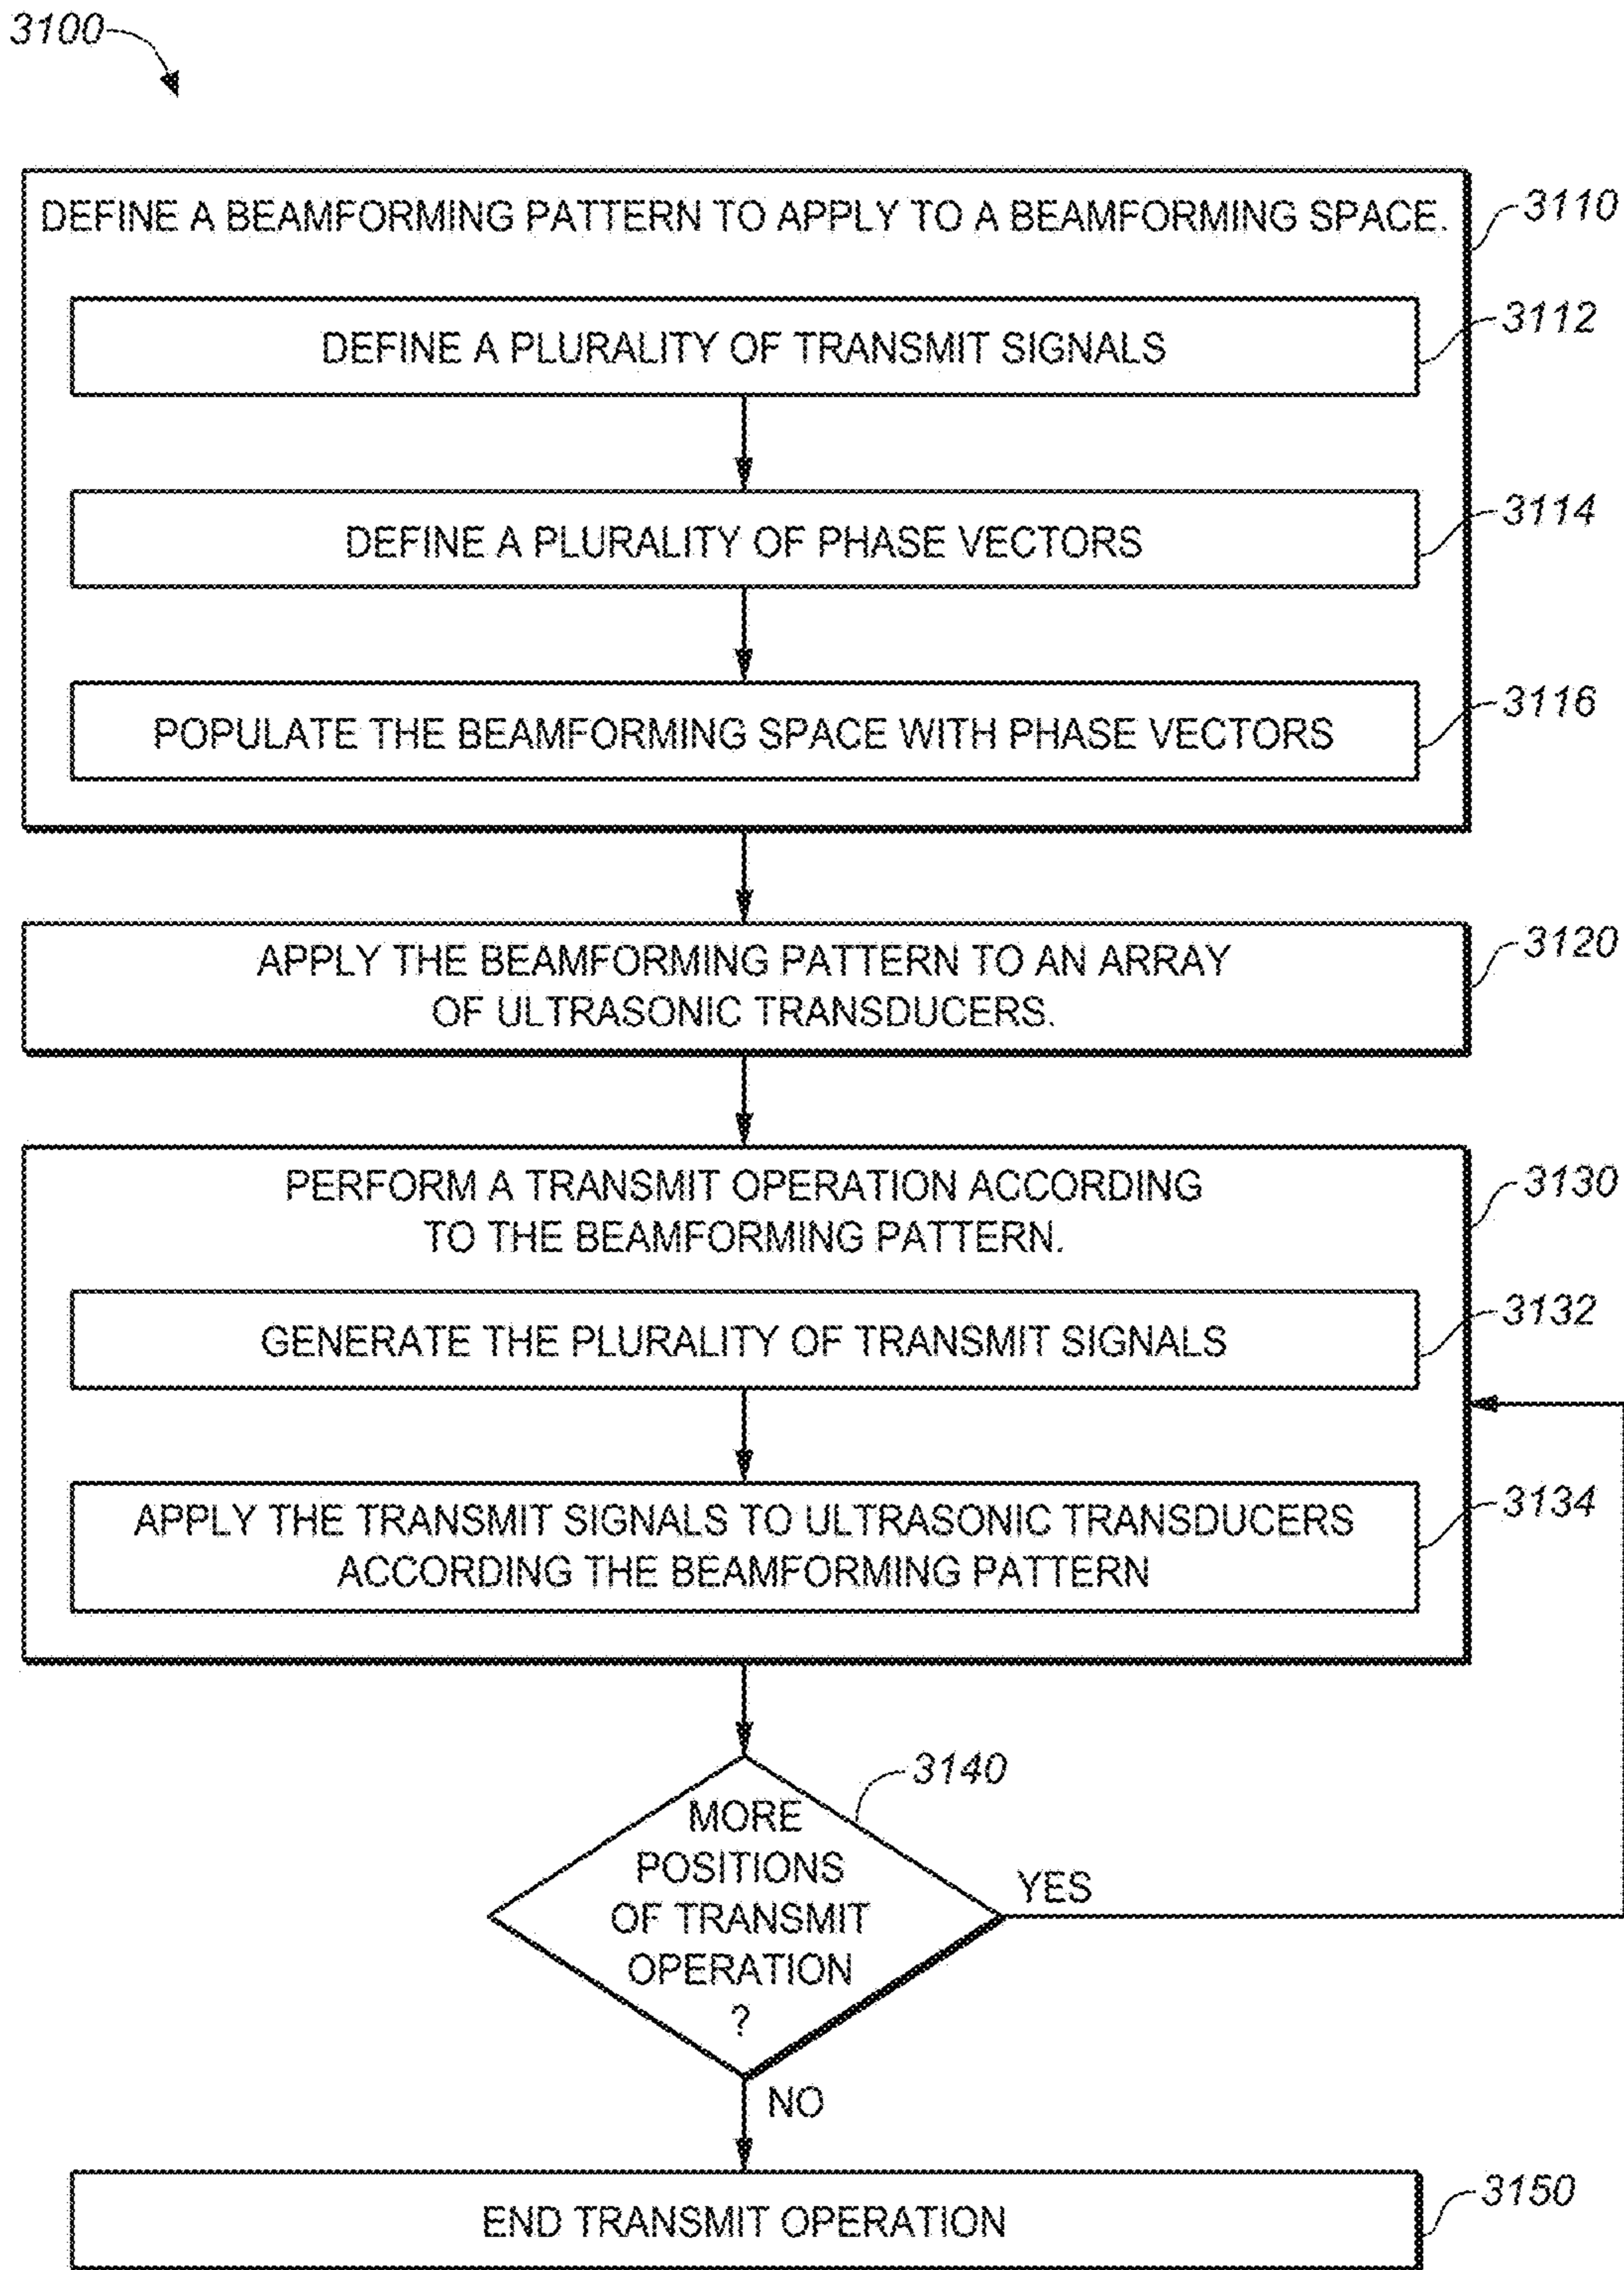 3100
DEFINE A BEAMFORMING PATTERN TO APPLY TO A BEAMFORMING SPACE.
3110
DEFINE A PLURALITY OF TRANSMIT SIGNALS
3112
DEFINE A PLURALITY OF PHASE VECTORS
3114
POPULATE THE BEAMFORMING SPACE WITH PHASE VECTORS
3116
APPLY THE BEAMFORMING PATTERN TO AN ARRAY
OF ULTRASONIC TRANSDUCERS.
3120
PERFORM A TRANSMIT OPERATION ACCORDING
TO THE BEAMFORMING PATTERN.
3130
GENERATE THE PLURALITY OF TRANSMIT SIGNALS
3132
APPLY THE TRANSMIT SIGNALS TO ULTRASONIC TRANSDUCERS
ACCORDING THE BEAMFORMING PATTERN
3134
3140
MORE
POSITIONS
OF TRANSMIT
OPERATION
?
YES
NO
END TRANSMIT OPERATION
3150